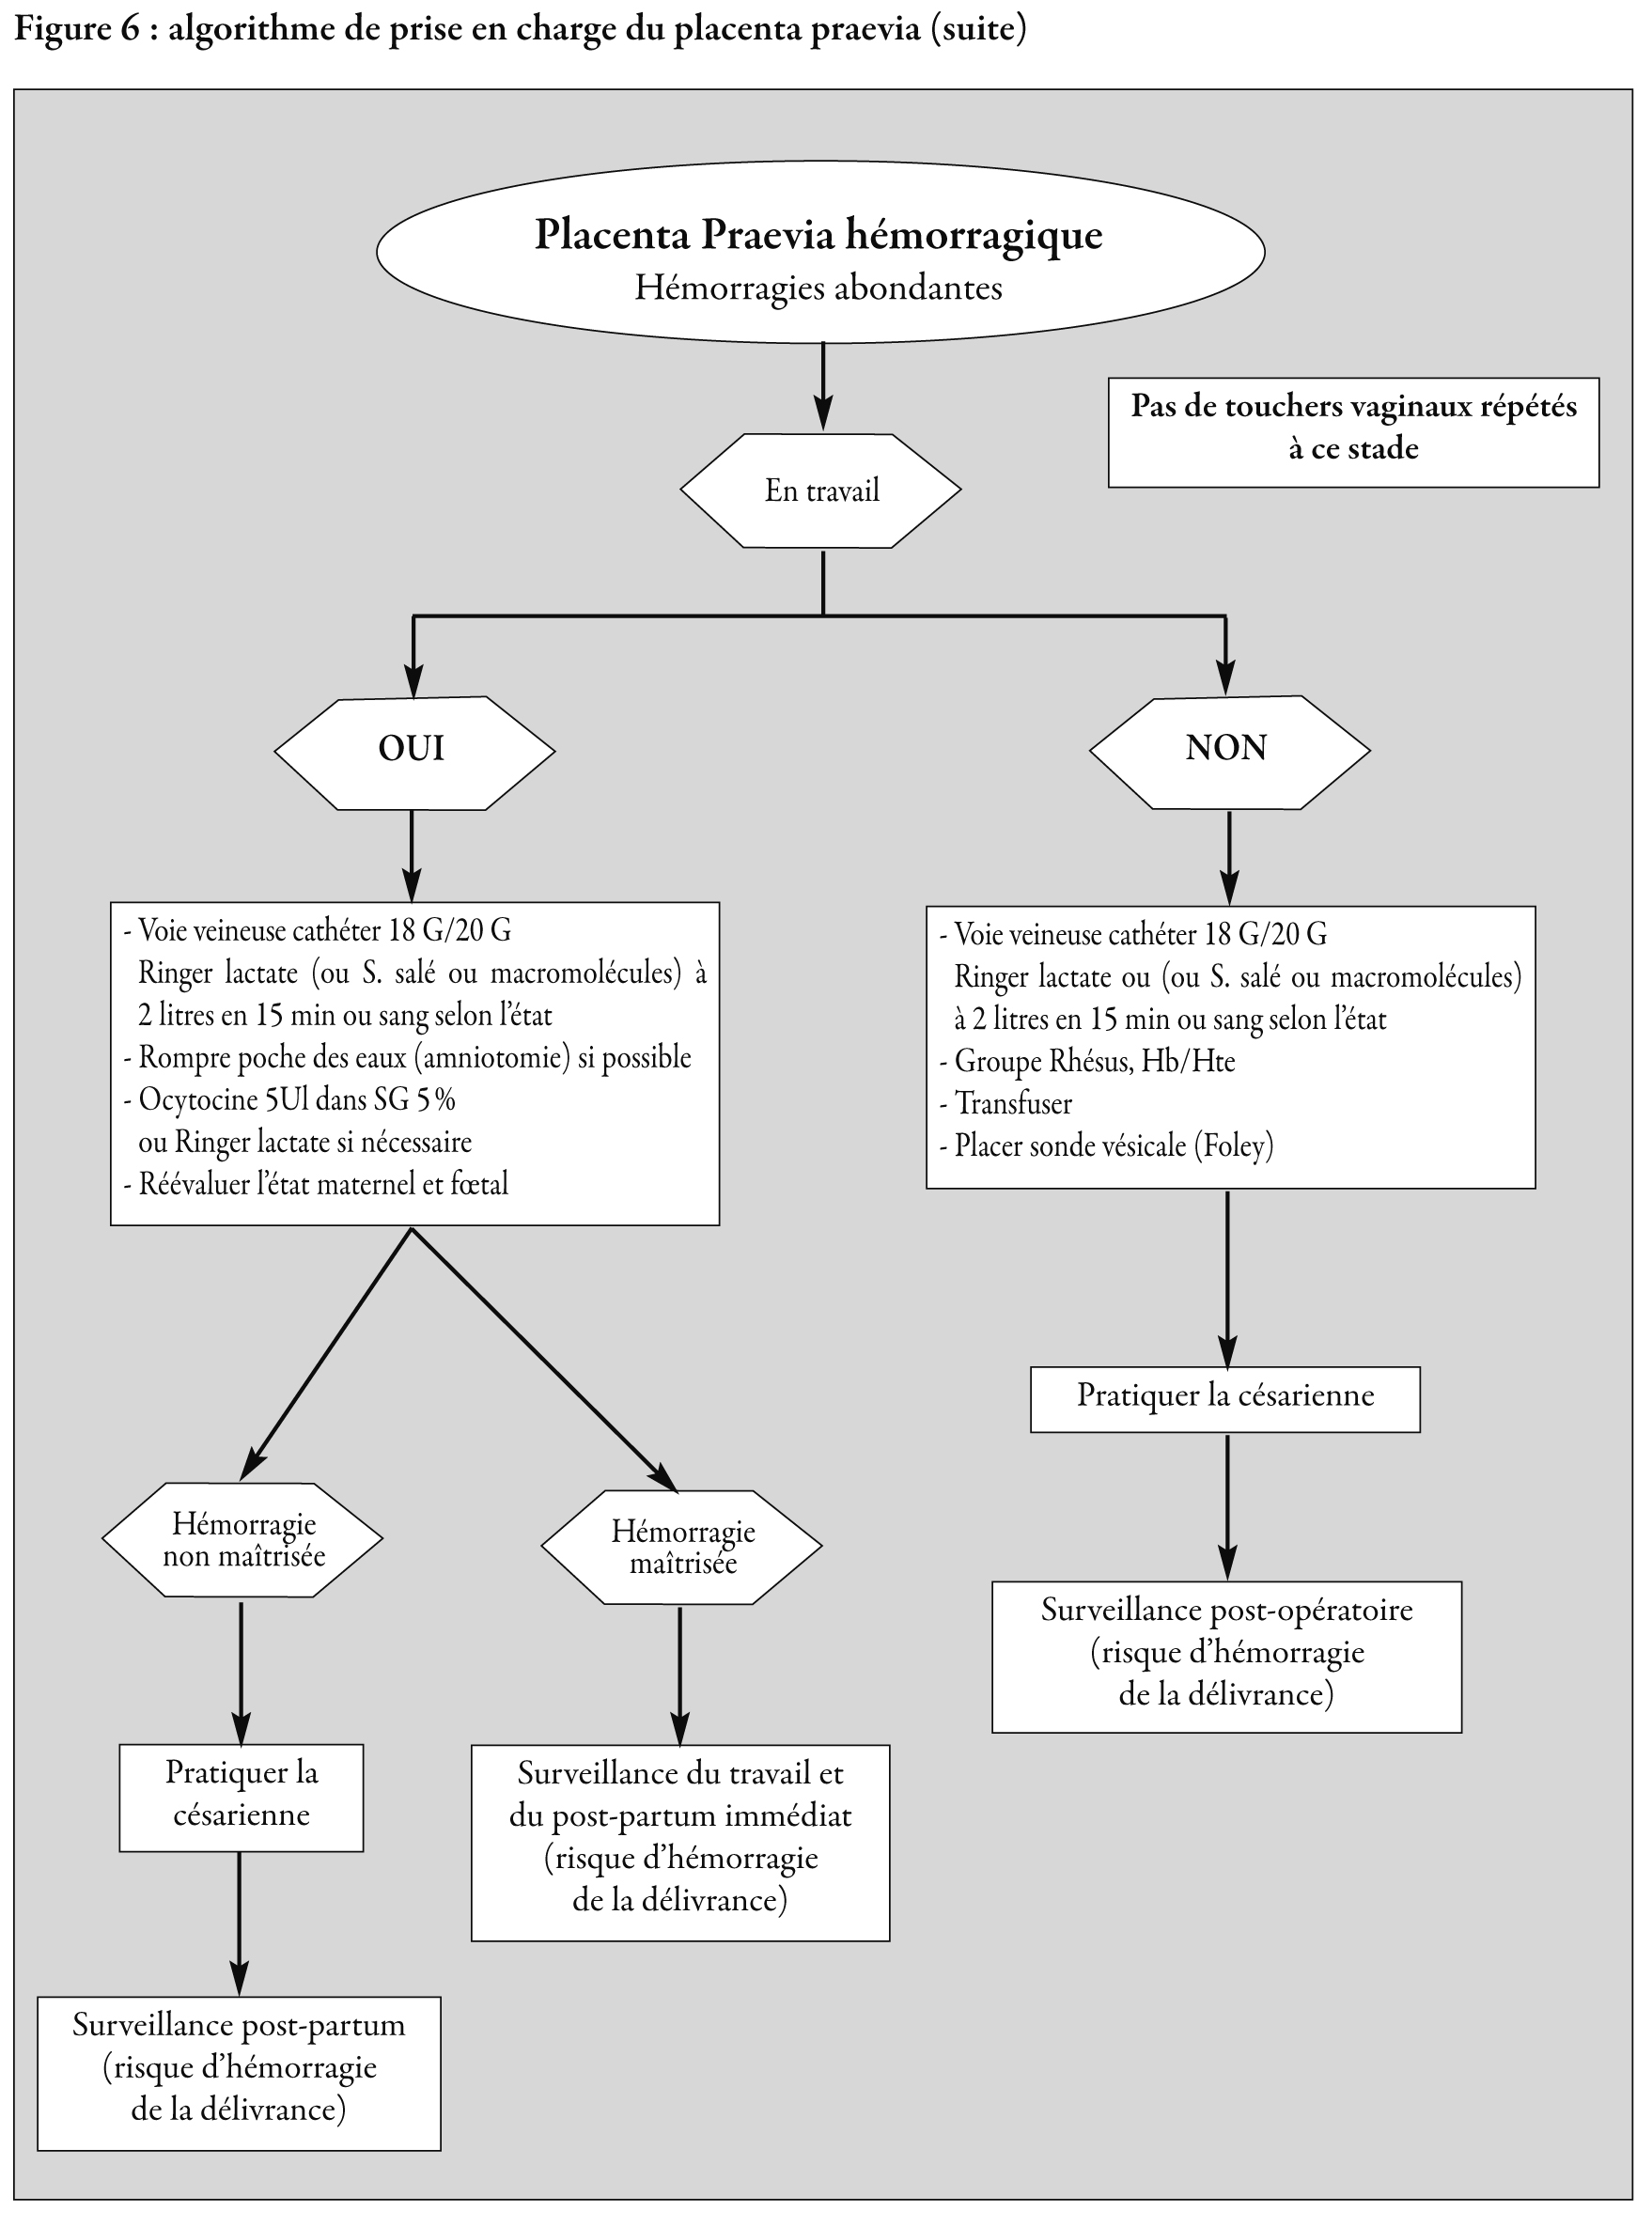 Figure 6 : algorithme de prise en charge du placenta praevia (suite)
Placenta Praevia hémorragique
Hémorragies abondantes
Pas de touchers vaginaux répétés
à ce stade
En travail
OUI
NON
- Voie veineuse cathéter 18 G/20 G
Ringer lactate (ou S. salé ou macromolécules) à
2 litres en 15 min ou sang selon l'état
- Rompre poche des eaux (amniotomie) si possible
- Ocytocine 5Ul dans SG 5 %
ou Ringer lactate si nécessaire
- Réévaluer l'état maternel et fœtal
- Voie veineuse cathéter 18 G/20 G
Ringer lactate ou (ou S. salé ou macromolécules)
à 2 litres en 15 min ou sang selon l'état
- Groupe Rhésus, Hb/Hte
- Transfuser
- Placer sonde vésicale (Foley)
Hémorragie
non maîtrisée
Hémorragie
maîtrisée
Pratiquer la césarienne
Surveillance post-opératoire
(risque d'hémorragie
de la délivrance)
Pratiquer la
césarienne
Surveillance du travail et
du post-partum immédiat
(risque d'hémorragie
de la délivrance)
Surveillance post-partum
(risque d'hémorragie
de la délivrance)